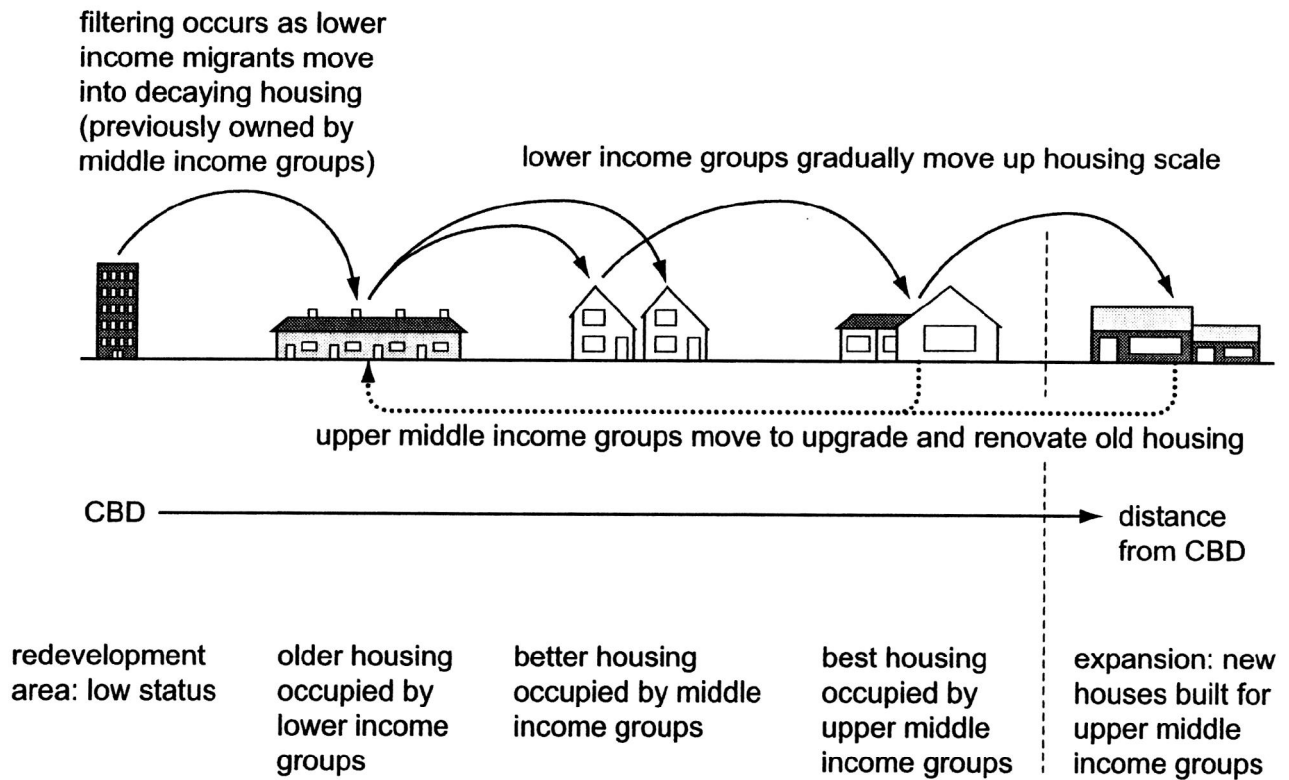 filtering occurs as lower
income migrants move
into decaying housing
(previously owned by
middle income groups)
lower income groups gradually move up housing scale
upper middle income groups move to upgrade and renovate old housing
CBD
distance
from CBD
redevelopment
area: low status
older housing
occupied by
lower income
groups
better housing
occupied by middle
income groups
best housing
occupied by
upper middle
income groups
expansion: new
houses built for
upper middle
income groups